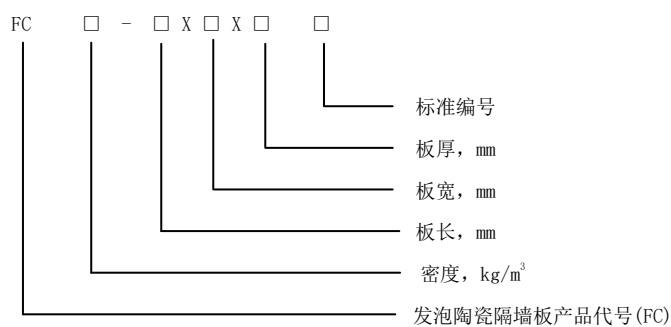 FC □ - □ X □ X □ □
标准编号
板厚, mm
板宽, mm
板长, mm
密度, kg/m³
发泡陶瓷隔墙板产品代号(FC)